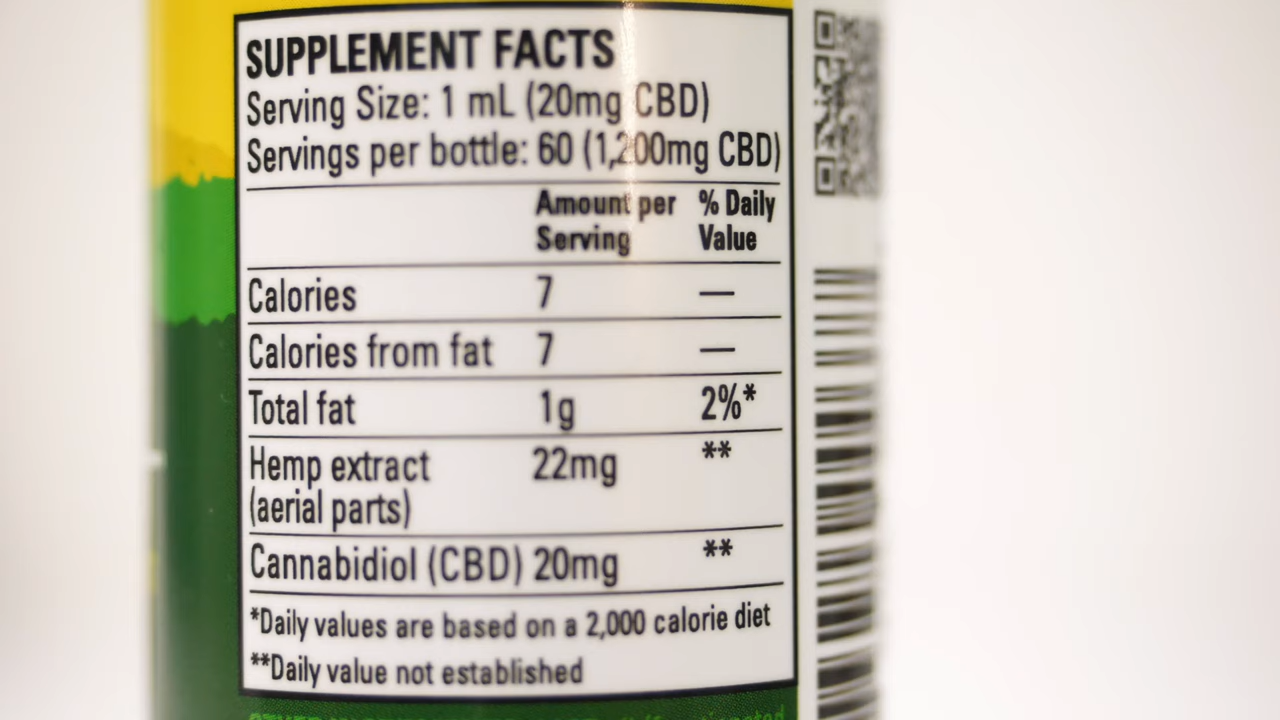 SUPPLEMENT FACTS
Serving Size: 1 mL (20mg CBD)
Servings per bottle: 60 (1,200mg CBD)
Amount per % Daily
Serving Value
Calories 7 —
Calories from fat 7 —
Total fat 1g 2%*
Hemp extract 22mg **
(aerial parts)
Cannabidiol (CBD) 20mg **
*Daily values are based on a 2,000 calorie diet
**Daily value not established